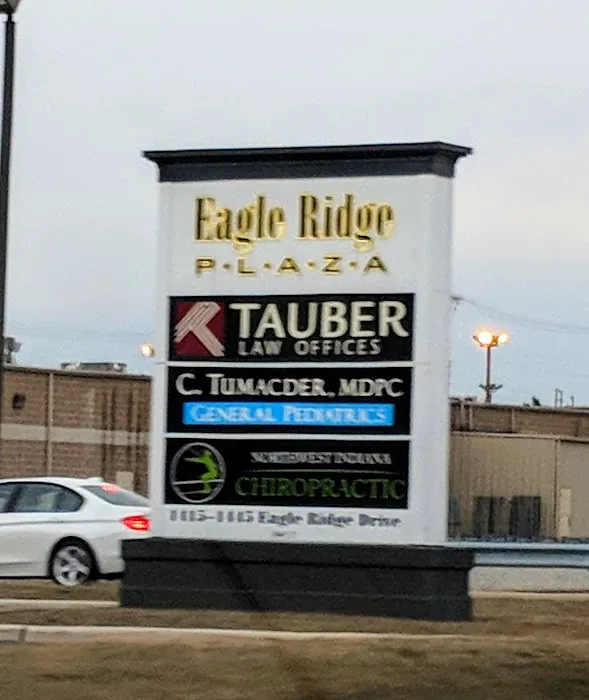 Eagle Ridge
P·L·A·Z·A
TAUBER
LAW OFFICES
C. TUMACDER, MDPC
GENERAL PEDIATRICS
NORTHWEST INDIANA
CHIROPRACTIC
Eagle Ridge Drive